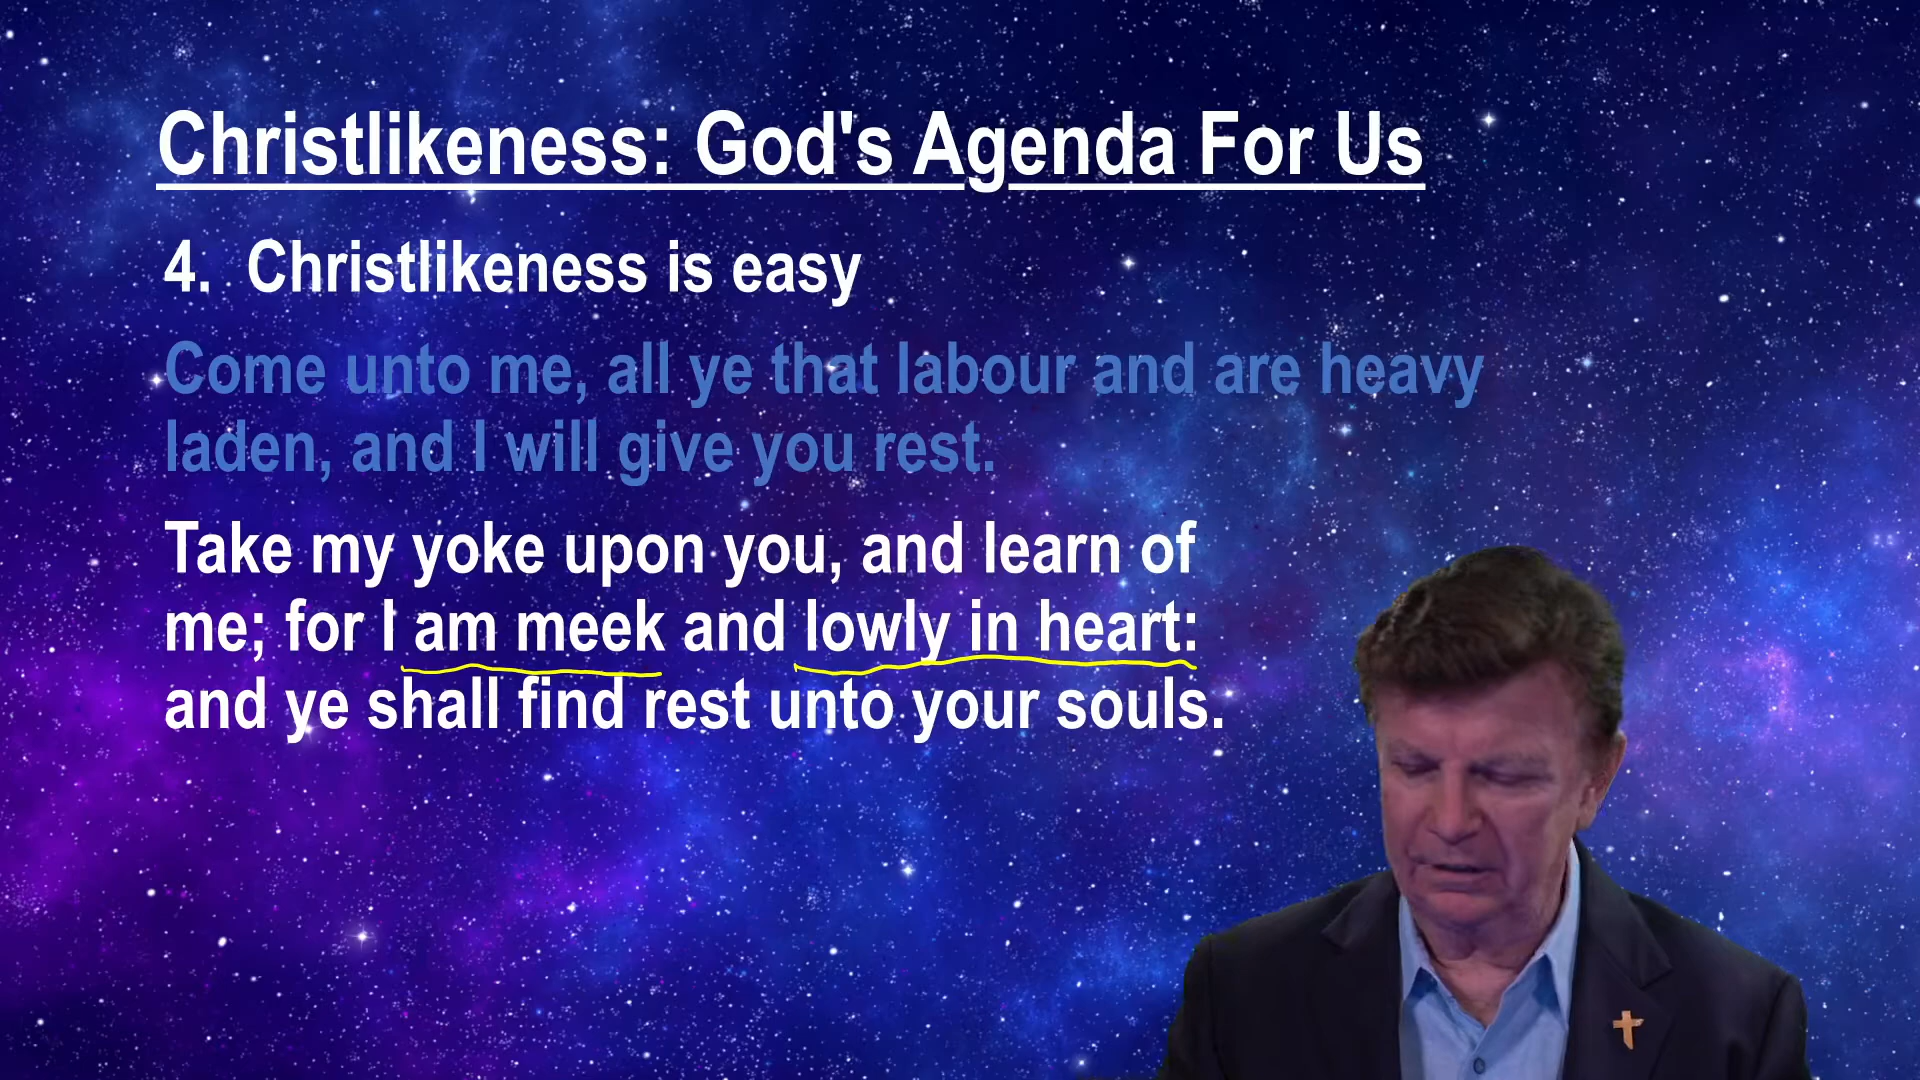 Christlikeness: God's Agenda For Us
4. Christlikeness is easy
Come unto me, all ye that labour and are heavy
laden, and I will give you rest.
Take my yoke upon you, and learn of
me; for I am meek and lowly in heart:
and ye shall find rest unto your souls.